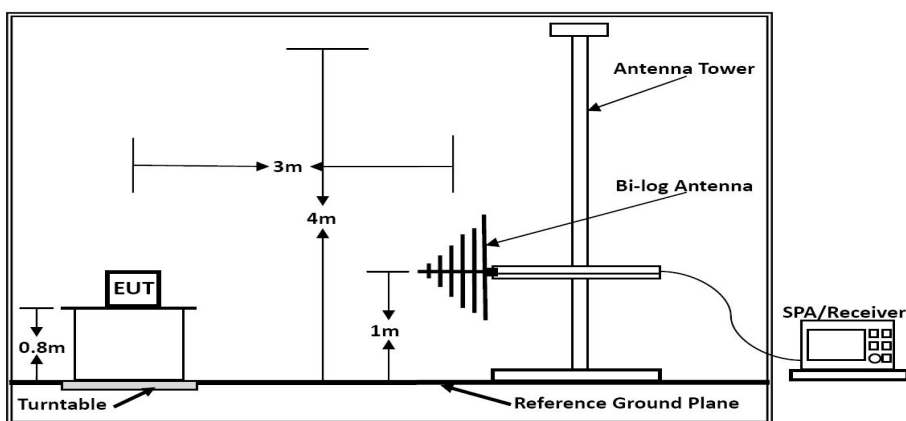 Antenna Tower
3m
Bi-log Antenna
4m
EUT
SPA/Receiver
1m
0.8m
Turntable
Reference Ground Plane